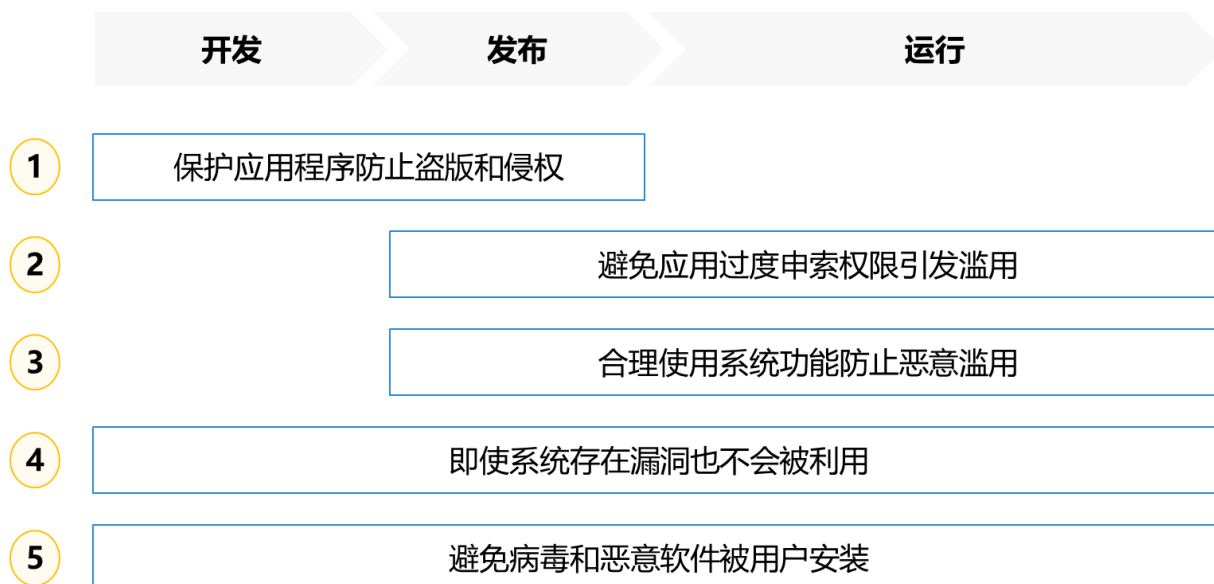 开发 发布 运行
1 保护应用程序防止盗版和侵权
2 避免应用过度申索权限引发滥用
3 合理使用系统功能防止恶意滥用
4 即使系统存在漏洞也不会被利用
5 避免病毒和恶意软件被用户安装